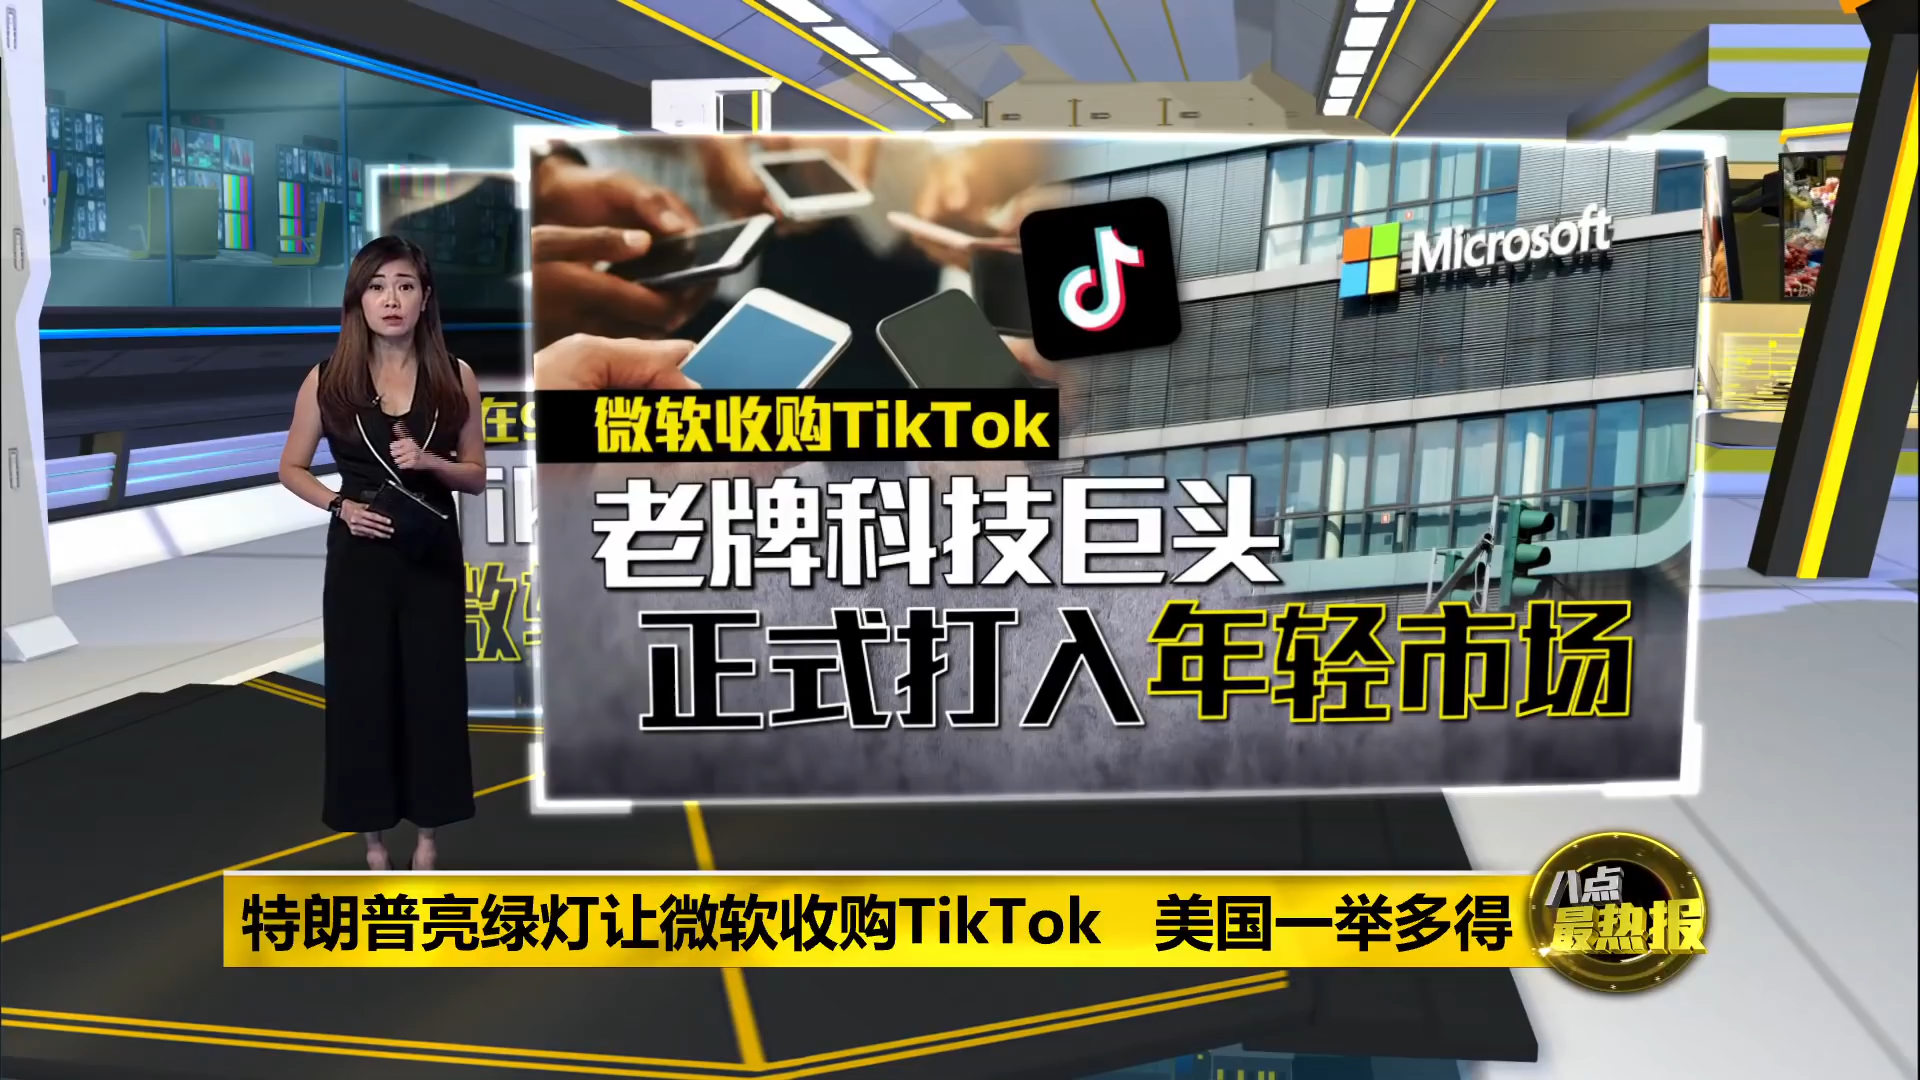 Microsoft
微软收购TikTok
老牌科技巨头
正式打入年轻市场
特朗普亮绿灯让微软收购TikTok 美国一举多得
八点
最热报